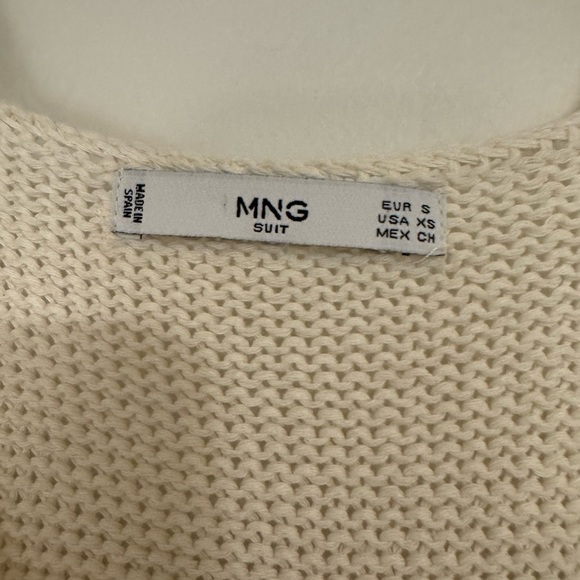 MADE IN
SPAIN
MNG
SUIT
EUR S
USA XS
MEX CH